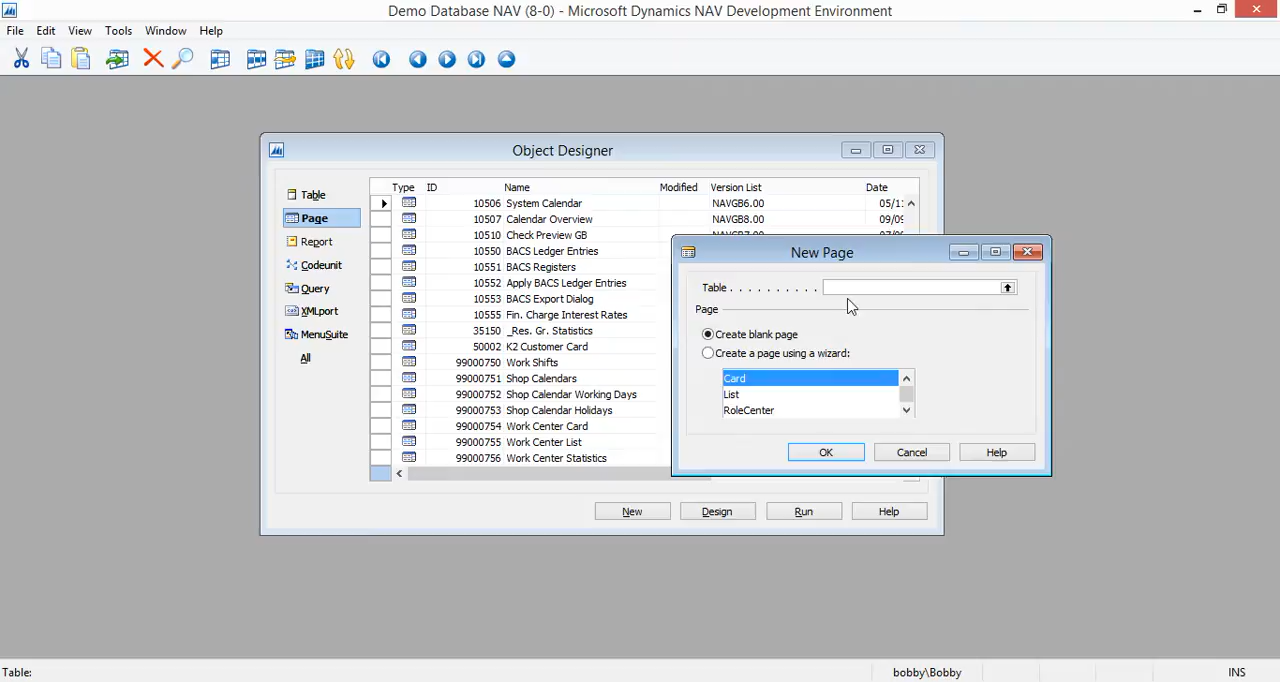 Demo Database NAV (8-0) - Microsoft Dynamics NAV Development Environment
File Edit View Tools Window Help
Object Designer
Table
Page
Report
Codeunit
Query
XMLport
MenuSuite
All
Type ID Name Modified Version List Date
10506 System Calendar NAVGB6.00 05/1
10507 Calendar Overview NAVGB8.00 09/09
10510 Check Preview GB
10550 BACS Ledger Entries
10551 BACS Registers
10552 Apply BACS Ledger Entries
10553 BACS Export Dialog
10555 Fin. Charge Interest Rates
35150 _Res. Gr. Statistics
50002 K2 Customer Card
99000750 Work Shifts
99000751 Shop Calendars
99000752 Shop Calendar Working Days
99000753 Shop Calendar Holidays
99000754 Work Center Card
99000755 Work Center List
99000756 Work Center Statistics
New Design Run Help
New Page
Table . . . . . . . . . .
Page
Create blank page
Create a page using a wizard:
Card
List
RoleCenter
OK Cancel Help
Table: bobby\Bobby INS